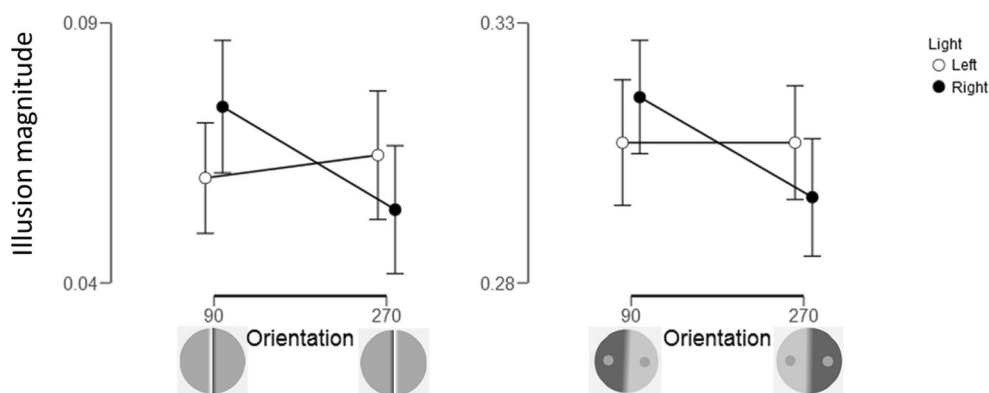 Illusion magnitude
0.09
0.04
90
270
Orientation
0.33
0.28
90
270
Orientation
Light
Left
Right